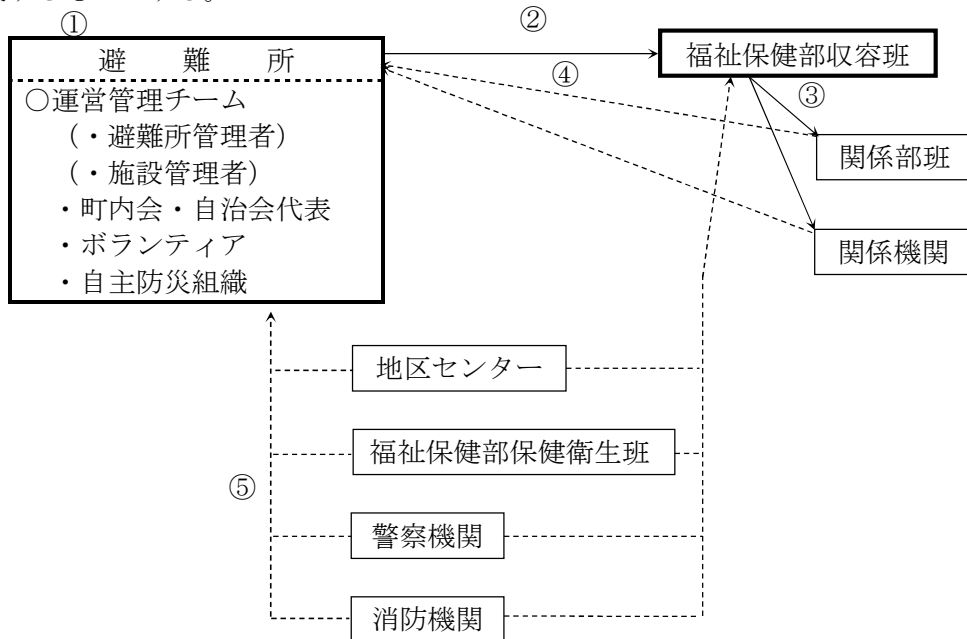 ①
避　難　所
○運営管理チーム
（・避難所管理者）
（・施設管理者）
・町内会・自治会代表
・ボランティア
・自主防災組織
②
福祉保健部収容班
④
③
関係部班
関係機関
地区センター
福祉保健部保健衛生班
⑤
警察機関
消防機関